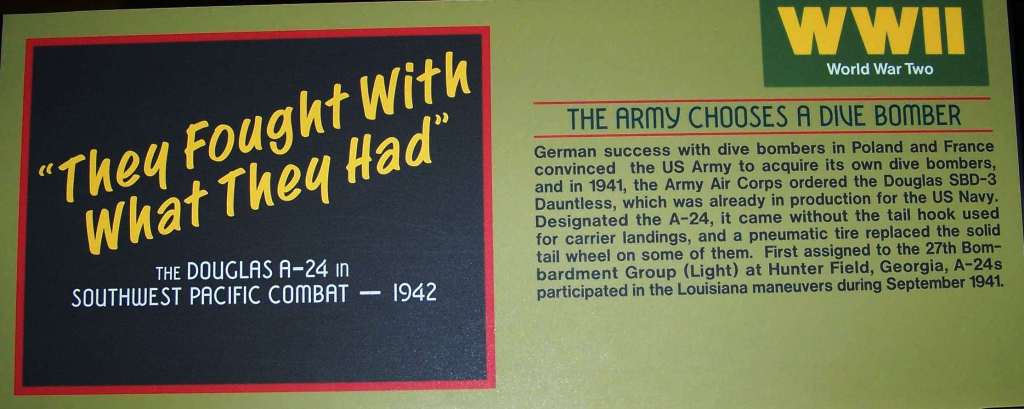 "They Fought With
What They Had"
THE DOUGLAS A-24 in
SOUTHWEST PACIFIC COMBAT — 1942
WWII
World War Two
THE ARMY CHOOSES A DIVE BOMBER
German success with dive bombers in Poland and France
convinced the US Army to acquire its own dive bombers,
and in 1941, the Army Air Corps ordered the Douglas SBD-3
Dauntless, which was already in production for the US Navy.
Designated the A-24, it came without the tail hook used
for carrier landings, and a pneumatic tire replaced the solid
tail wheel on some of them. First assigned to the 27th Bom-
bardment Group (Light) at Hunter Field, Georgia, A-24s
participated in the Louisiana maneuvers during September 1941.